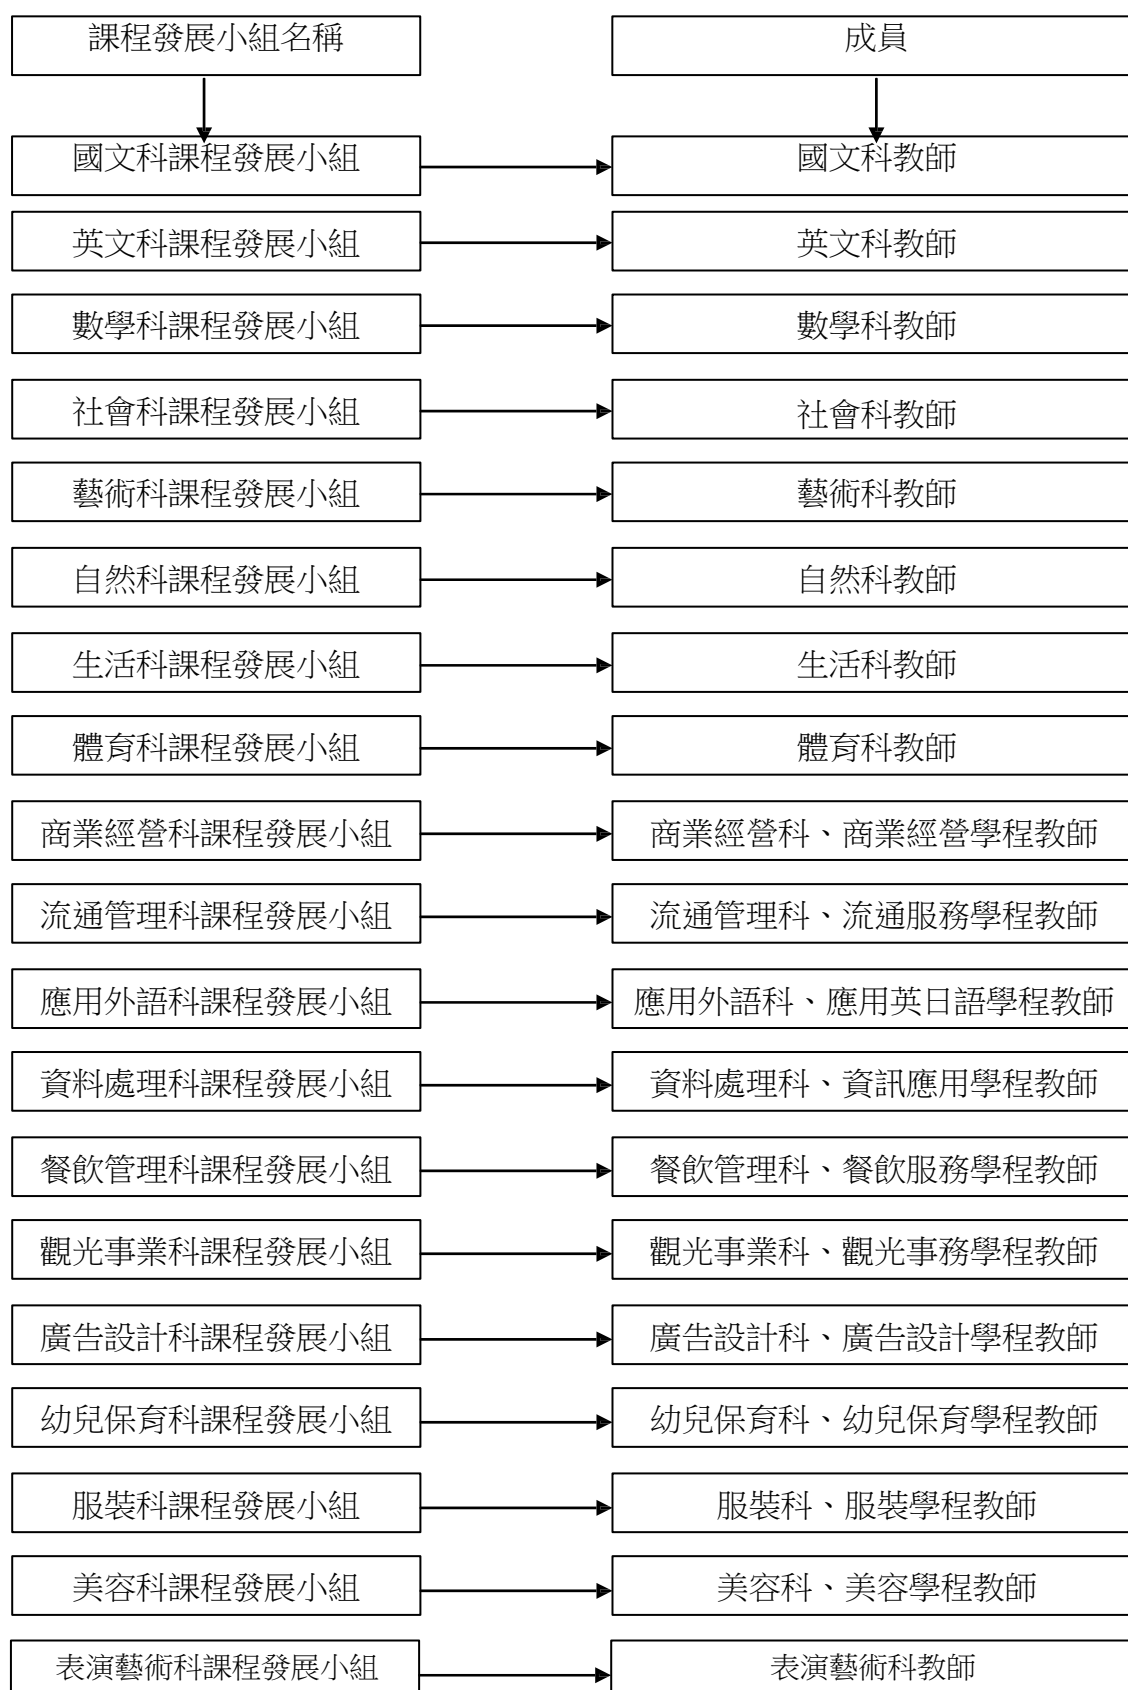 課程發展小組名稱 成員
國文科課程發展小組 國文科教師
英文科課程發展小組 英文科教師
數學科課程發展小組 數學科教師
社會科課程發展小組 社會科教師
藝術科課程發展小組 藝術科教師
自然科課程發展小組 自然科教師
生活科課程發展小組 生活科教師
體育科課程發展小組 體育科教師
商業經營科課程發展小組 商業經營科、商業經營學程教師
流通管理科課程發展小組 流通管理科、流通服務學程教師
應用外語科課程發展小組 應用外語科、應用英日語學程教師
資料處理科課程發展小組 資料處理科、資訊應用學程教師
餐飲管理科課程發展小組 餐飲管理科、餐飲服務學程教師
觀光事業科課程發展小組 觀光事業科、觀光事務學程教師
廣告設計科課程發展小組 廣告設計科、廣告設計學程教師
幼兒保育科課程發展小組 幼兒保育科、幼兒保育學程教師
服裝科課程發展小組 服裝科、服裝學程教師
美容科課程發展小組 美容科、美容學程教師
表演藝術科課程發展小組 表演藝術科教師